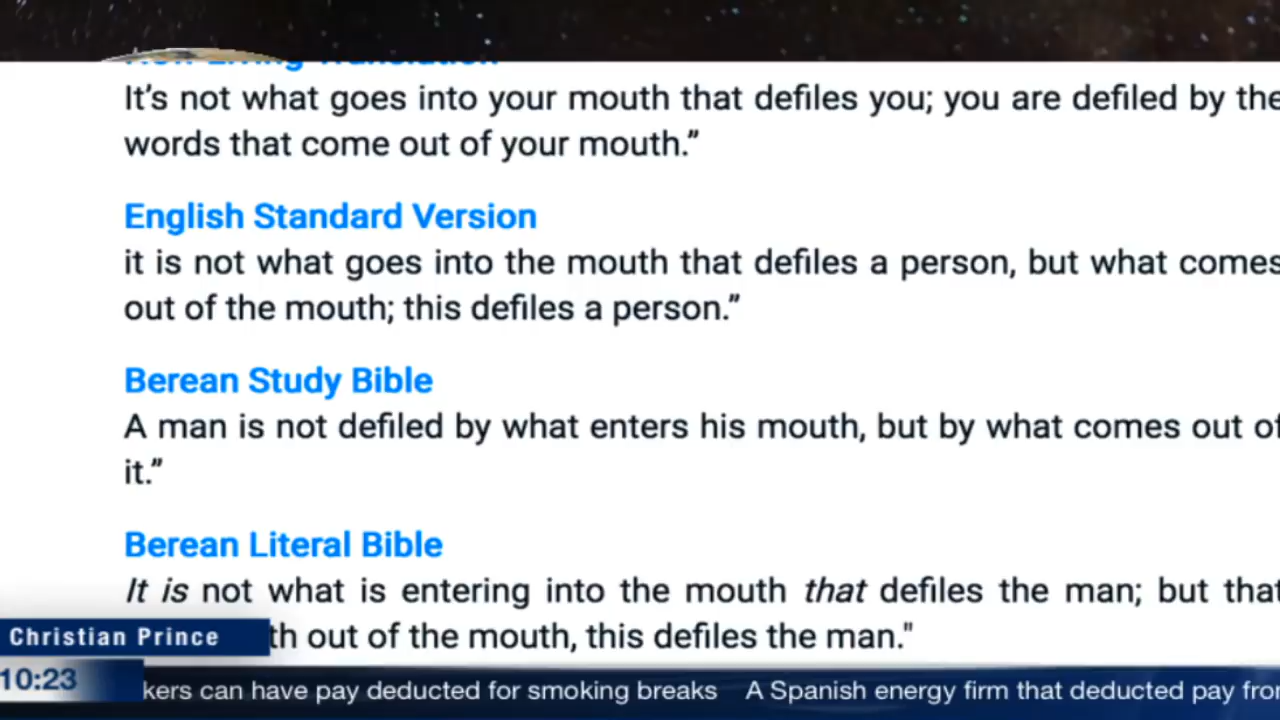 It's not what goes into your mouth that defiles you; you are defiled by the
words that come out of your mouth.”
English Standard Version
it is not what goes into the mouth that defiles a person, but what comes
out of the mouth; this defiles a person.”
Berean Study Bible
A man is not defiled by what enters his mouth, but by what comes out of
it.”
Berean Literal Bible
It is not what is entering into the mouth that defiles the man; but that
th out of the mouth, this defiles the man."
Christian Prince
10:23
kers can have pay deducted for smoking breaks A Spanish energy firm that deducted pay fro